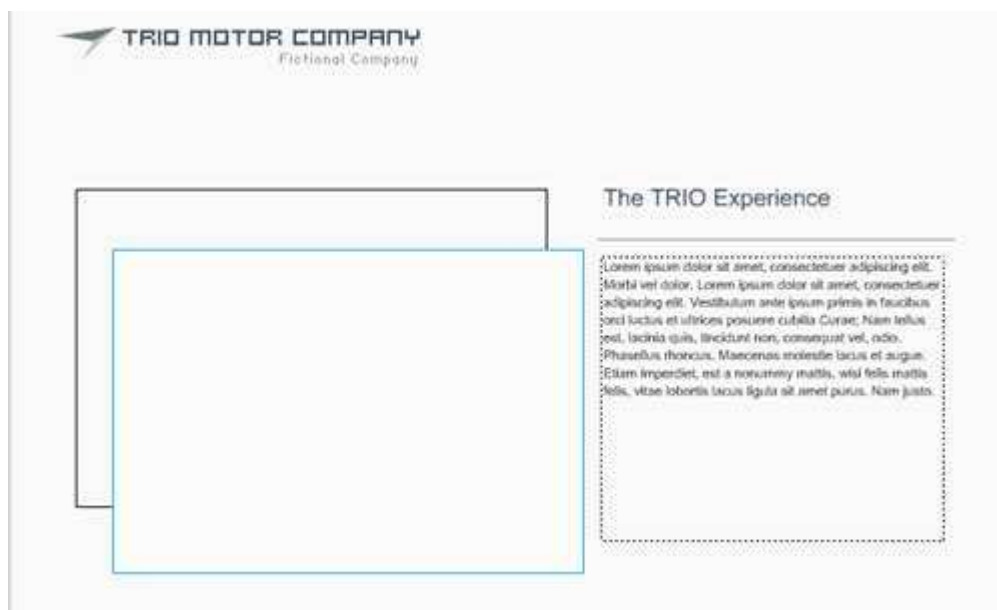 TRIO MOTOR COMPANY
Fictional Company
The TRIO Experience
Lorem ipsum dolor sit amet, consectetuer adipiscing elit.
Morbi vel dolor. Lorem ipsum dolor sit amet, consectetuer
adipiscing elit. Vestibulum ante ipsum primis in faucibus
orci luctus et ultrices posuere cubilia Curae; Nam tellus
est, lacinia quis, tincidunt non, consequat vel, odio.
Phasellus rhoncus. Maecenas molestie lacus et augue.
Etiam imperdiet, est a nonummy mattis, wisi felis mattis
felis, vitae lobortis lacus ligula sit amet purus. Nam justo.